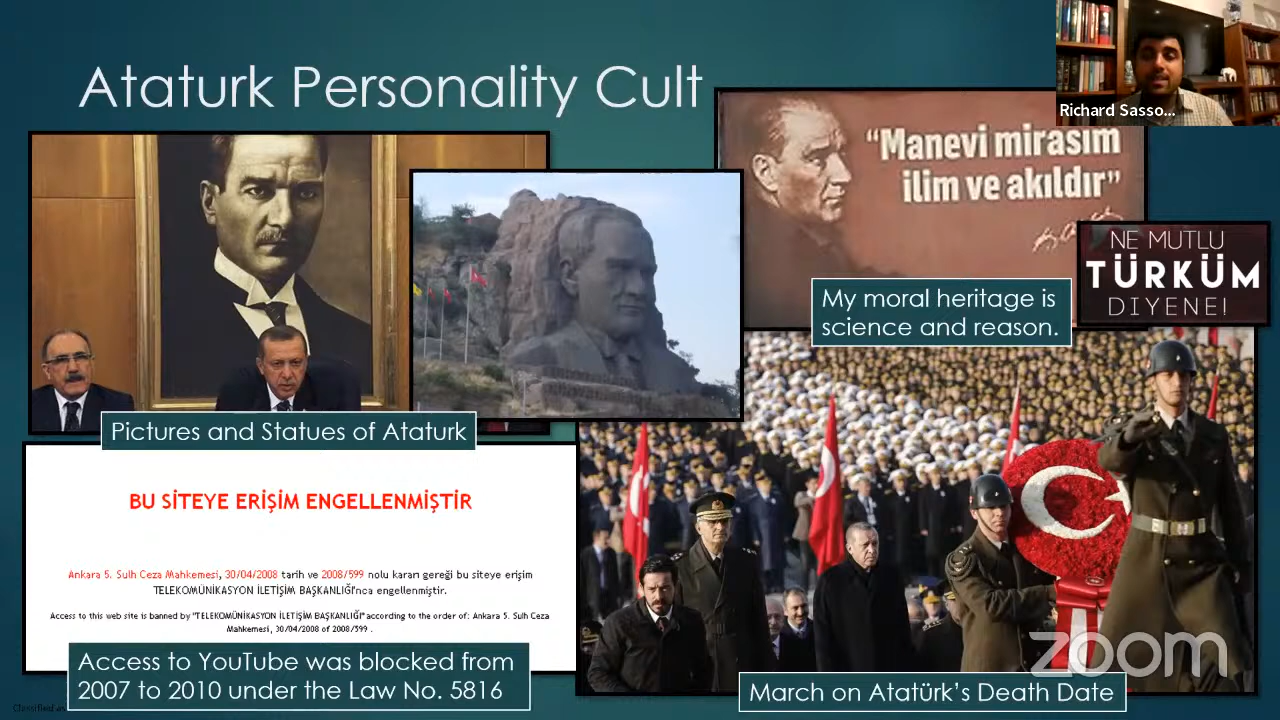 Ataturk Personality Cult
Richard Sasso...
“Manevi mirasım
ilim ve akıldır”
NE MUTLU
TÜRKÜM
DİYENE!
My moral heritage is
science and reason.
Pictures and Statues of Ataturk
BU SİTEYE ERİŞİM ENGELLENMİŞTİR
Ankara 5. Sulh Ceza Mahkemesi, 30/04/2008 tarih ve 2008/599 nolu kararı gereği bu siteye erişim
TELEKOMÜNİKASYON İLETİŞİM BAŞKANLIĞI'nca engellenmiştir.
Access to this web site is banned by "TELEKOMÜNİKASYON İLETİŞİM BAŞKANLIĞI" according to the order of: Ankara 5. Sulh Ceza
Mahkemesi, 30/04/2008 of 2008/599 .
Access to YouTube was blocked from
2007 to 2010 under the Law No. 5816
March on Atatürk’s Death Date
zoom